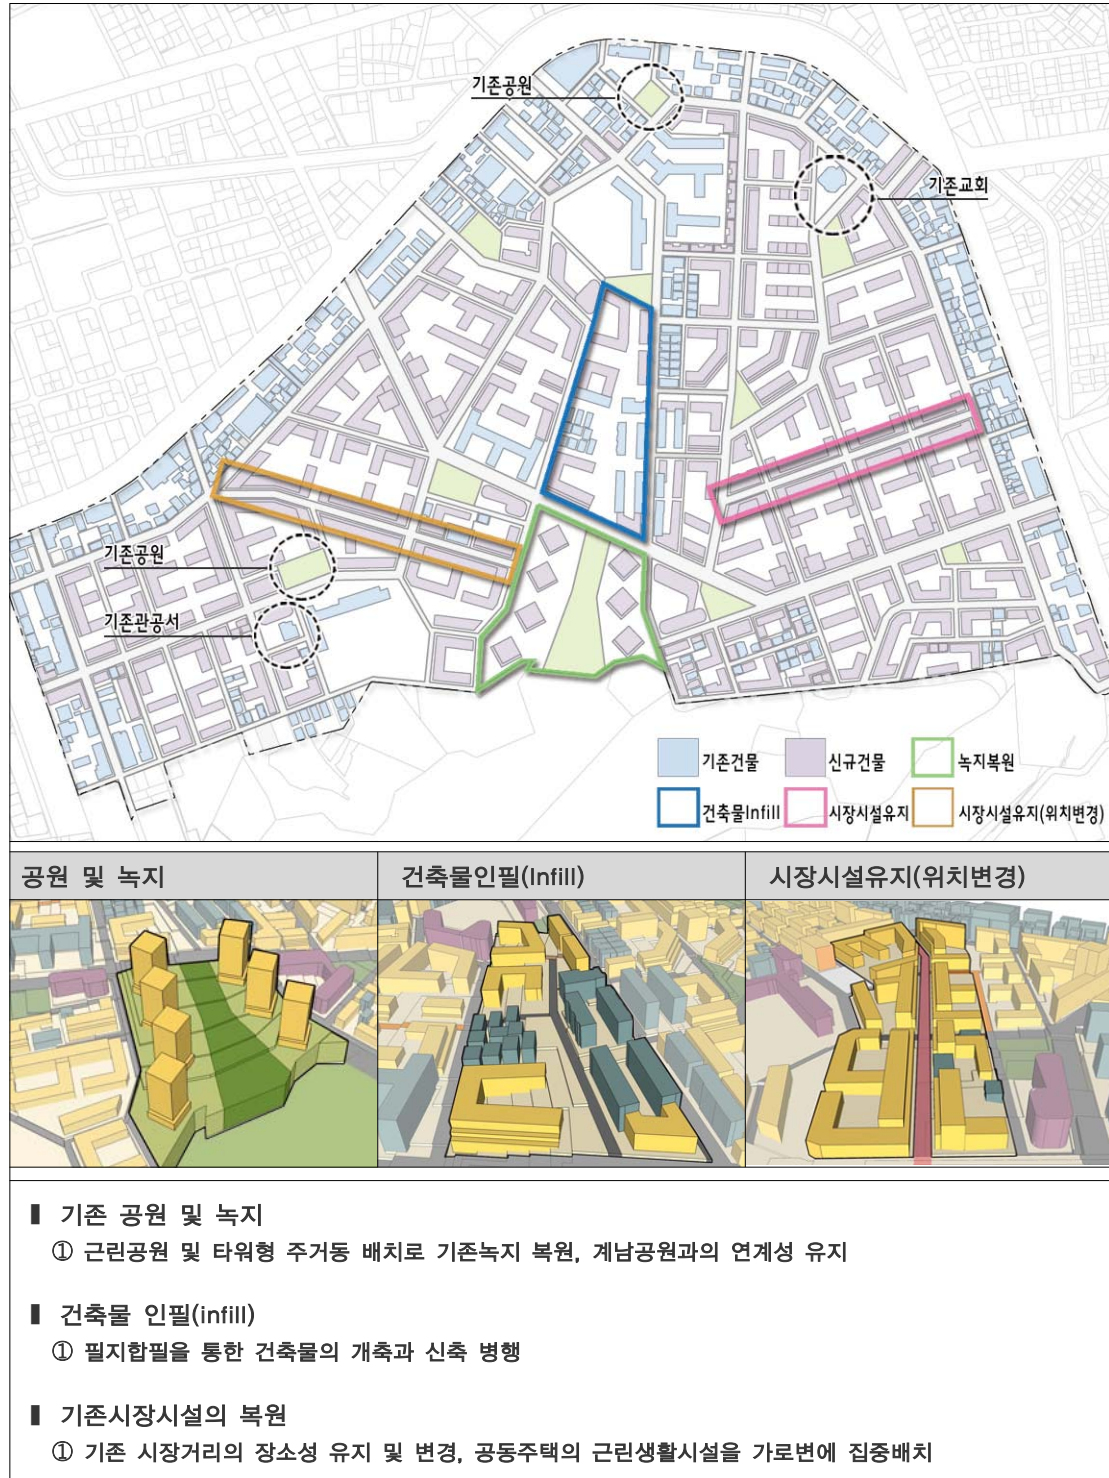 기존공원
기존교회
기존공원
기존관공서
기존건물
신규건물
녹지복원
건축물Infill
시장시설유지
시장시설유지(위치변경)
공원 및 녹지
건축물인필(Infill)
시장시설유지(위치변경)
▮ 기존 공원 및 녹지
① 근린공원 및 타워형 주거동 배치로 기존녹지 복원, 계남공원과의 연계성 유지
▮ 건축물 인필(infill)
① 필지합필을 통한 건축물의 개축과 신축 병행
▮ 기존시장시설의 복원
① 기존 시장거리의 장소성 유지 및 변경, 공동주택의 근린생활시설을 가로변에 집중배치